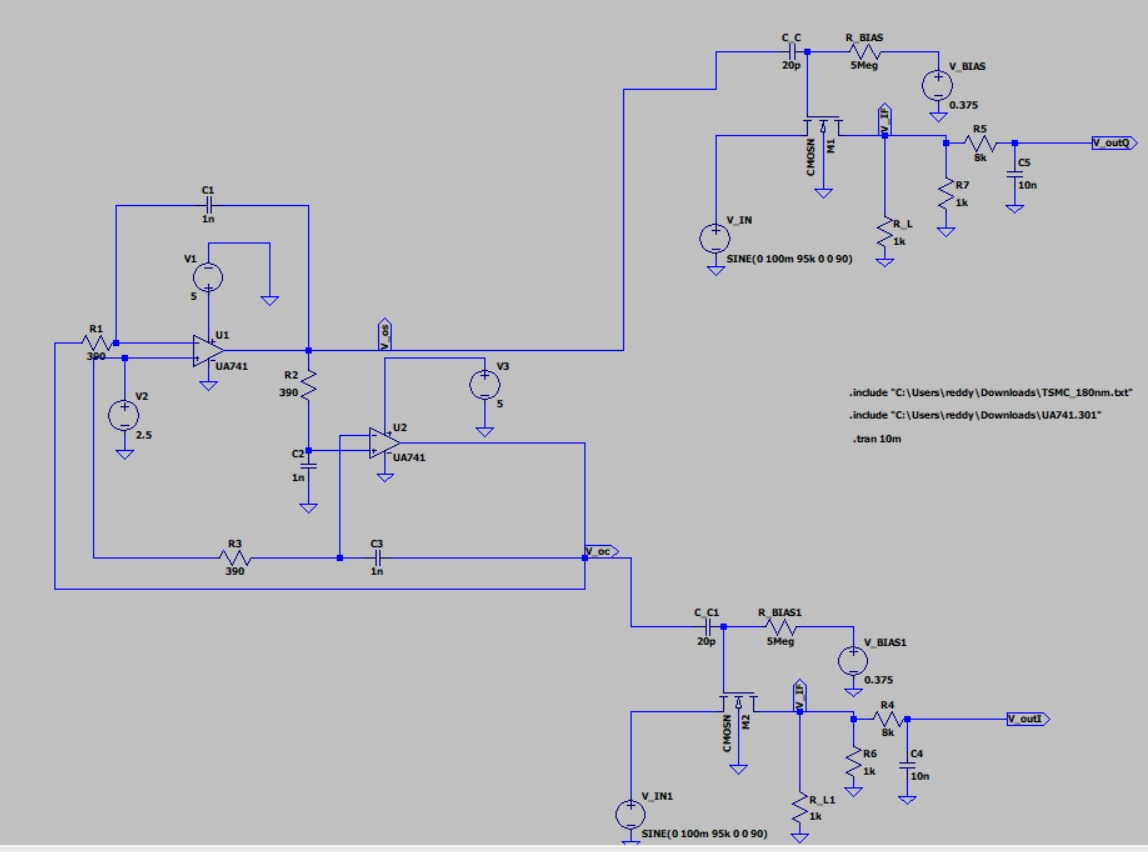 C_C
20p
R_BIAS
5Meg
V_BIAS
0.375
V_IF
CMOSN
M1
R5
8k
V_outQ
C5
10n
R7
1k
R_L
1k
V_IN
SINE(0 100m 95k 0 0 90)
C1
1n
V1
5
R1
390
U1
UA741
V_os
V2
2.5
R2
390
V3
5
C2
1n
U2
UA741
R3
390
C3
1n
V_oc
.include "C:\Users\reddy\Downloads\TSMC_180nm.txt"
.include "C:\Users\reddy\Downloads\UA741.301"
.tran 10m
C_C1
20p
R_BIAS1
5Meg
V_BIAS1
0.375
V_IF
CMOSN
M2
R4
8k
V_outI
R6
1k
C4
10n
V_IN1
SINE(0 100m 95k 0 0 90)
R_L1
1k